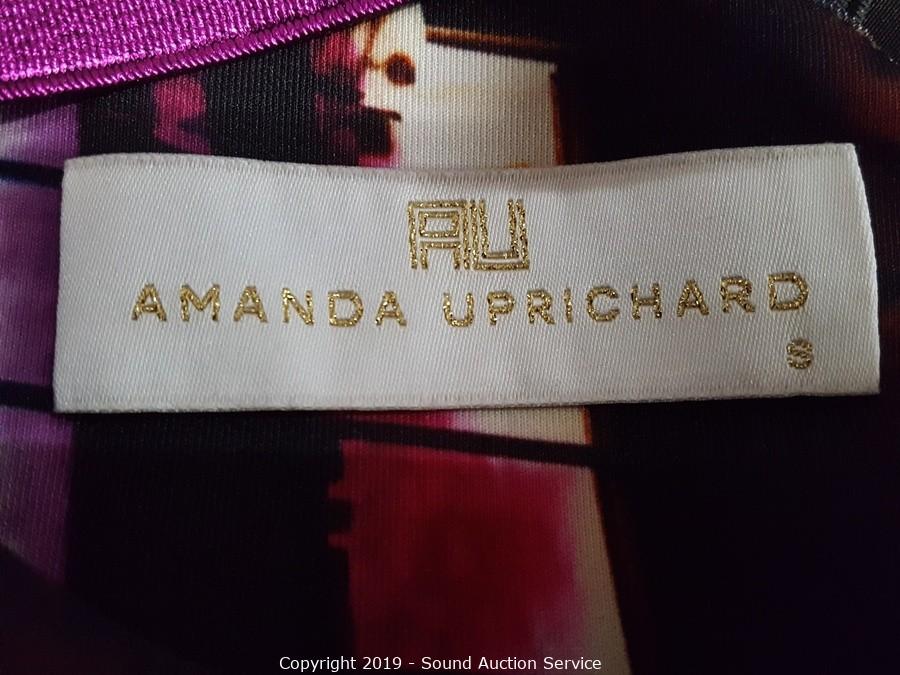 AU
AMANDA UPRICHARD
S
Copyright 2019 - Sound Auction Service